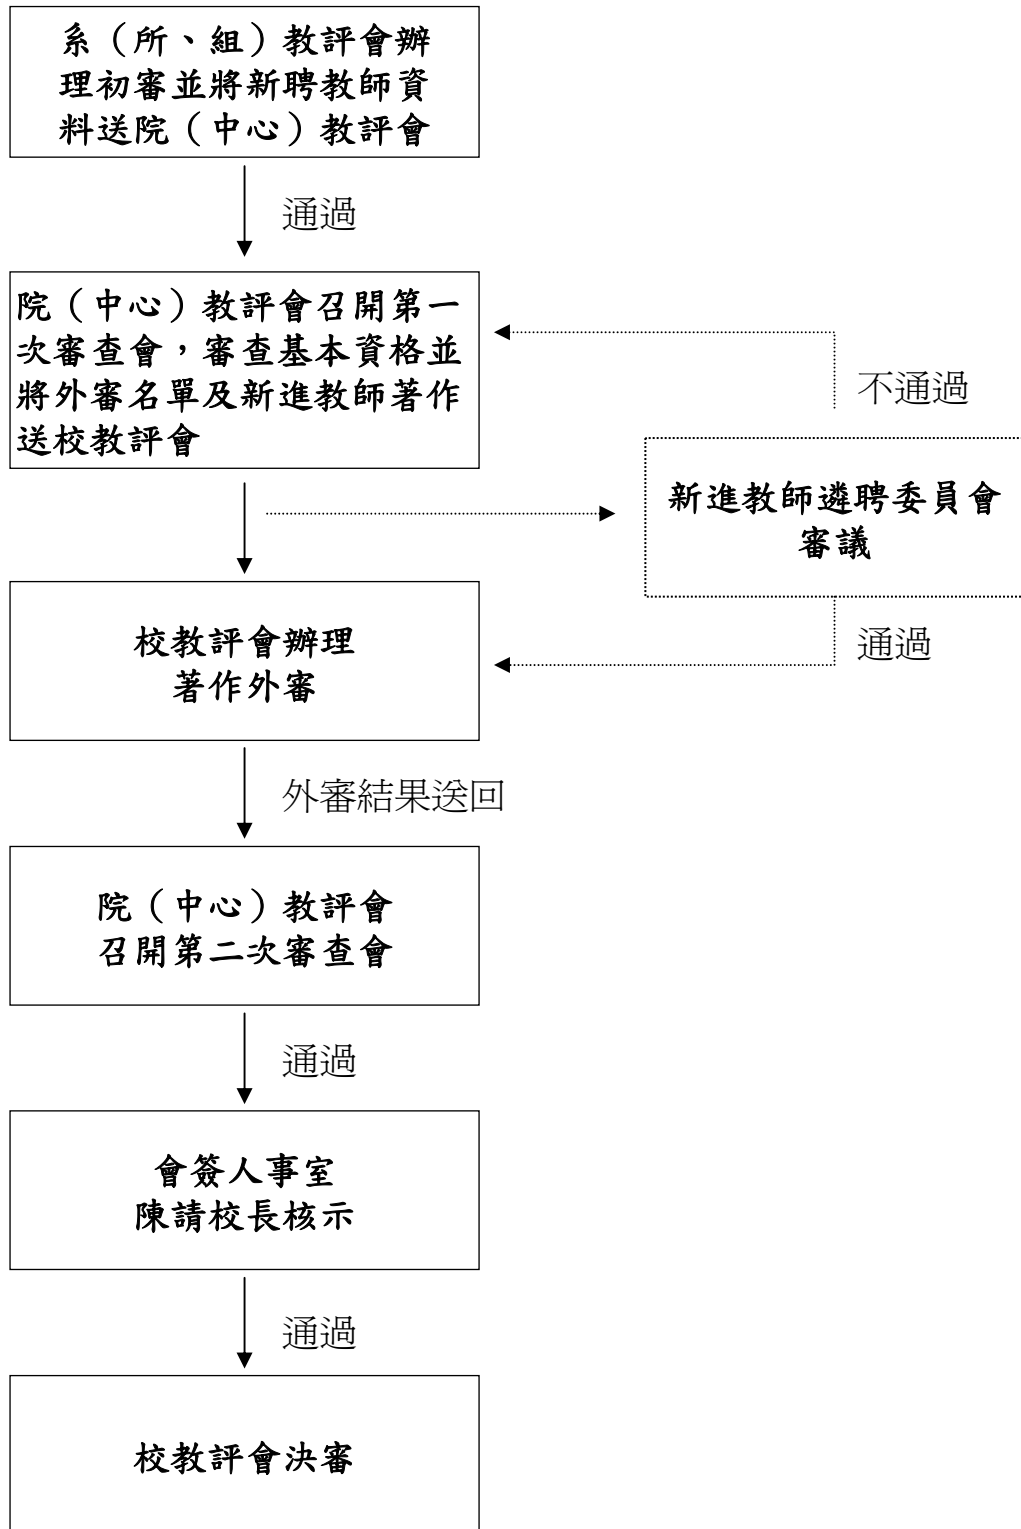 系（所、組）教評會辦
理初審並將新聘教師資
料送院（中心）教評會
通過
院（中心）教評會召開第一
次審查會，審查基本資格並
將外審名單及新進教師著作
送校教評會
不通過
新進教師遴聘委員會
審議
通過
校教評會辦理
著作外審
外審結果送回
院（中心）教評會
召開第二次審查會
通過
會簽人事室
陳請校長核示
通過
校教評會決審